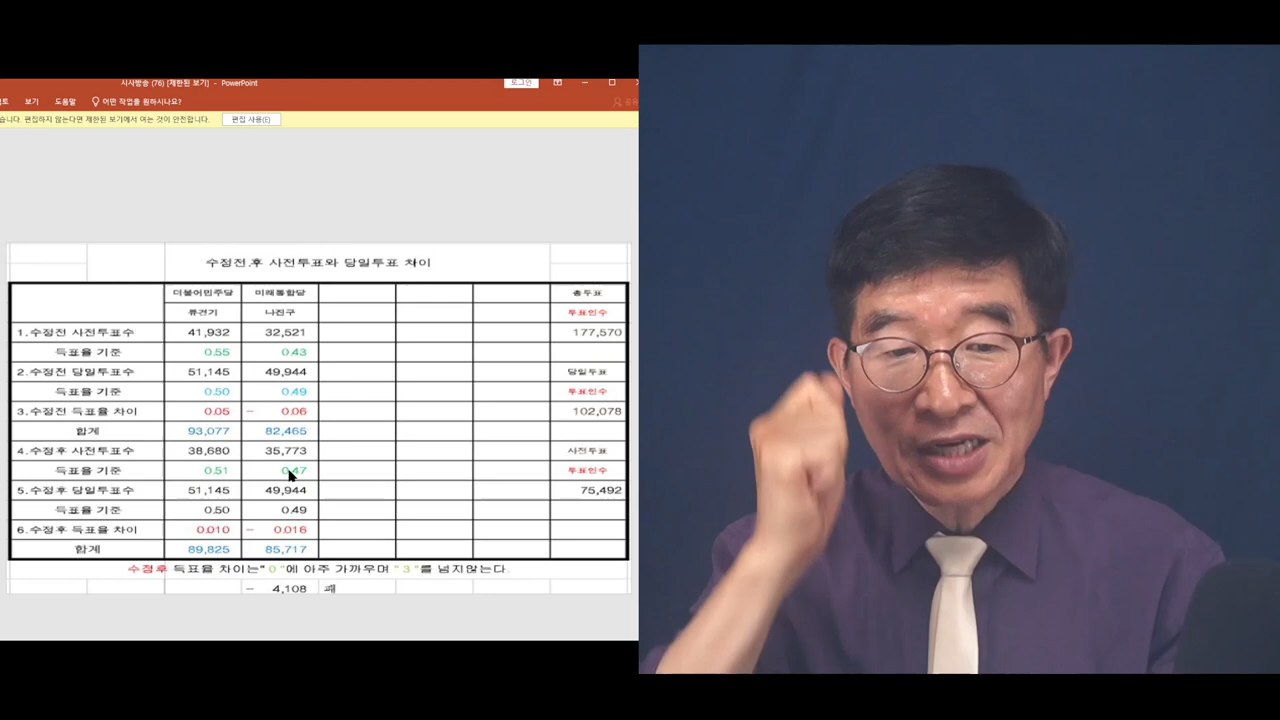 시사방송 (76) [제한된 보기] - PowerPoint
로그인
토 보기 도움말 어떤 작업을 원하시나요?
습니다. 편집하지 않는다면 제한된 보기에서 여는 것이 안전합니다. 편집 사용(E)
수정전.후 사전투표와 당일투표 차이
더불어민주당 미래통합당 총투표
류견기 나진구 투표인수
1.수정전 사전투표수 41,932 32,521 177,570
득표율 기준 0.55 0.43
2.수정전 당일투표수 51,145 49,944 당일투표
득표율 기준 0.50 0.49 투표인수
3.수정전 득표율 차이 0.05 - 0.06 102,078
합계 93,077 82,465
4.수정후 사전투표수 38,680 35,773 사전투표
득표율 기준 0.51 0.47 투표인수
5.수정후 당일투표수 51,145 49,944 75,492
득표율 기준 0.50 0.49
6.수정후 득표율 차이 0.010 - 0.016
합계 89,825 85,717
수정후 득표율 차이는"0"에 아주 가까우며 "3"를 넘지않는다.
- 4,108 패